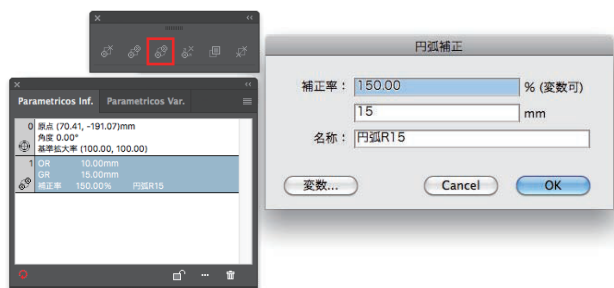 円弧補正
補正率： 150.00 % (変数可)
15 mm
名称： 円弧R15
変数... Cancel OK
Parametricos Inf. Parametricos Var.
0 原点 (70.41, -191.07)mm
角度 0.00°
基準拡大率 (100.00, 100.00)
1 OR 10.00mm
GR 15.00mm
補正率 150.00% 円弧R15